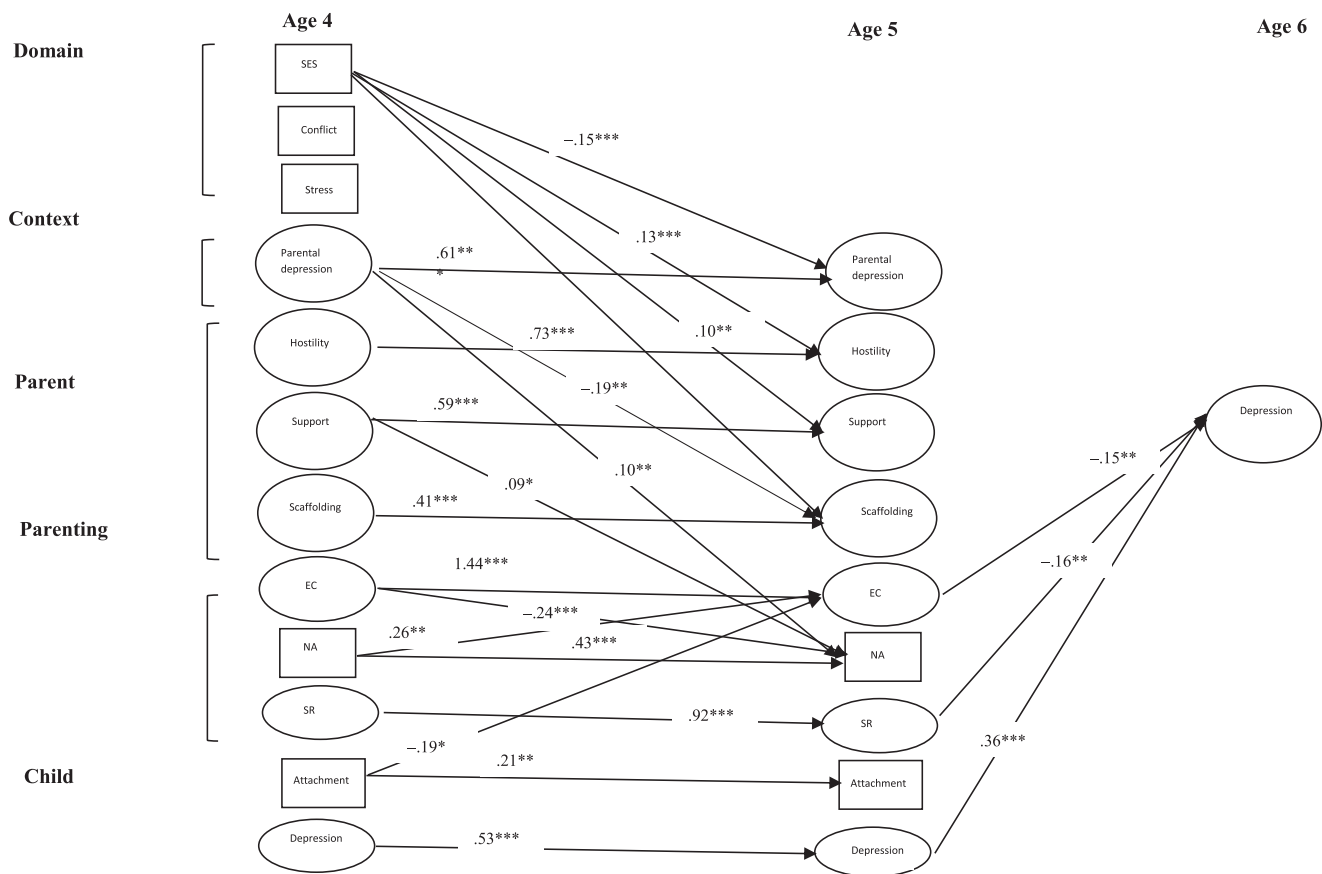 Age 4
Age 5
Age 6
Domain
SES
Conflict
Stress
−.15***
Context
.13***
Parental
depression
.61**
*
Parental
depression
Hostility
.73***
.10**
Hostility
Parent
−.19**
Support
.59***
Support
Depression
.10**
−.15**
.09*
Scaffolding
.41***
Scaffolding
Parenting
EC
1.44***
EC
−.16**
−.24***
NA
.26**
.43***
NA
SR
.92***
SR
−.19*
.36***
Child
Attachment
.21**
Attachment
Depression
.53***
Depression